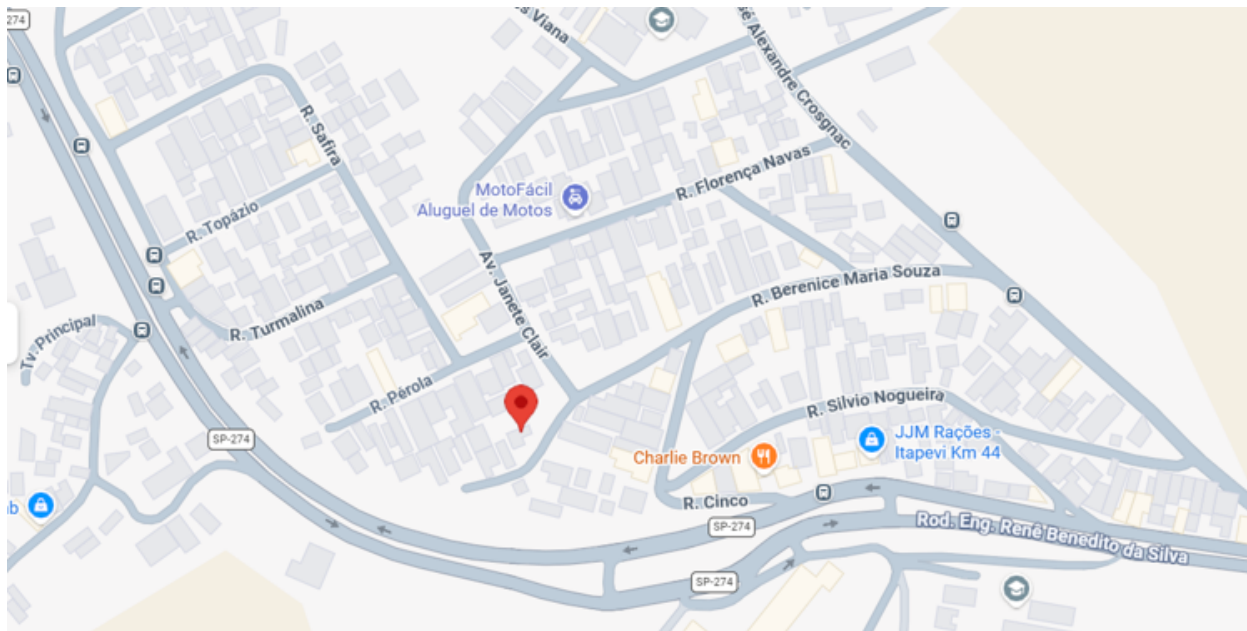 274
s Viana
sé Alexandre Crosgnac
R. Safira
R. Florença Navas
MotoFácil
Aluguel de Motos
R. Topázio
Av. Janete Clair
R. Berenice Maria Souza
R. Turmalina
Tv. Principal
R. Pérola
R. Silvio Nogueira
SP-274
JJM Rações -
Itapevi Km 44
Charlie Brown
b
R. Cinco
SP-274
Rod. Eng. Renê Benedito da Silva
SP-274